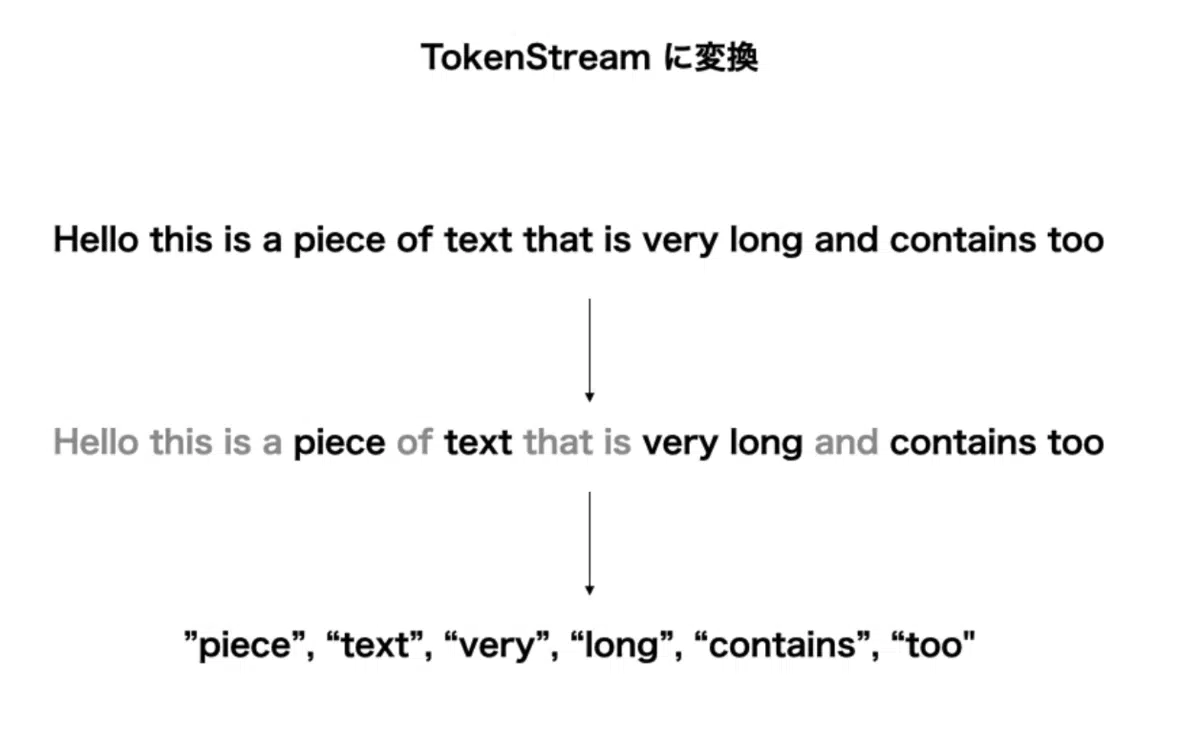 TokenStream に変換
Hello this is a piece of text that is very long and contains too
Hello this is a piece of text that is very long and contains too
”piece”, “text”, “very”, “long”, “contains”, “too"